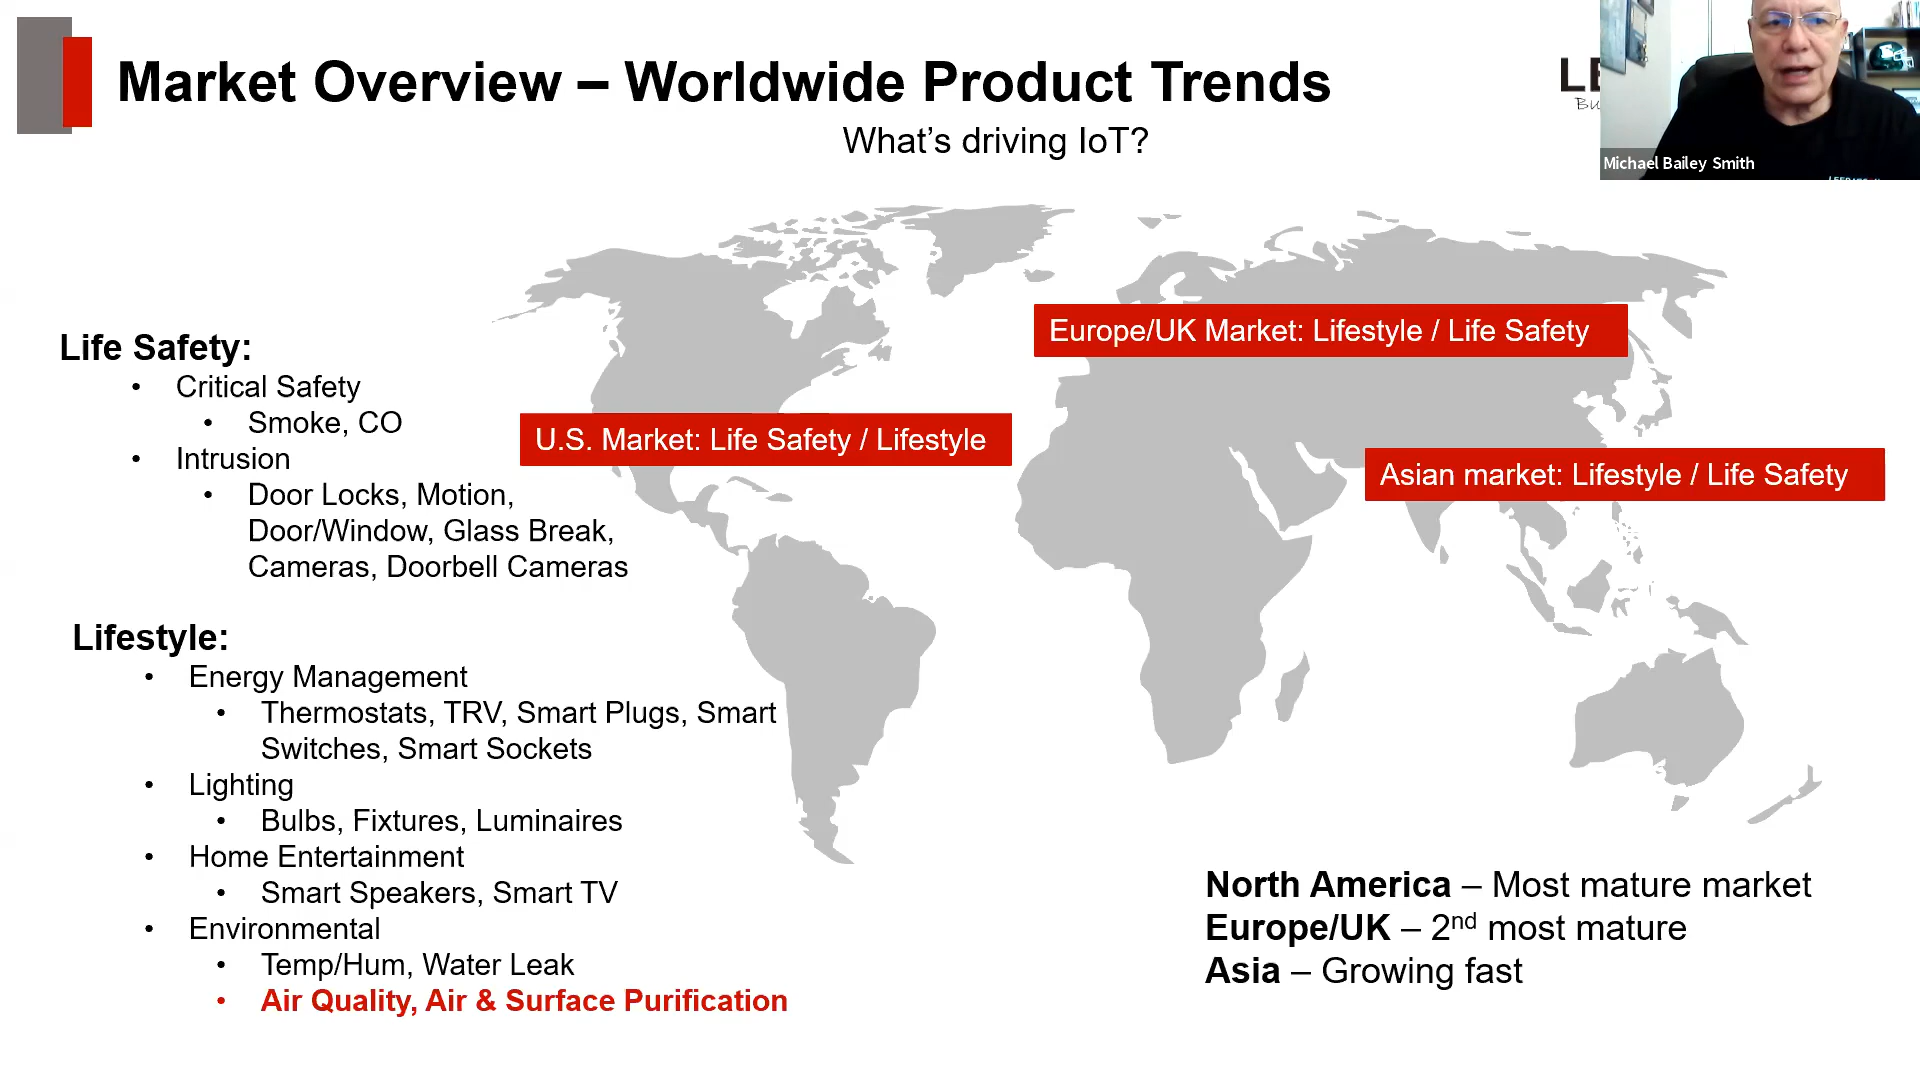 Market Overview – Worldwide Product Trends
What's driving IoT?
Michael Bailey Smith
Europe/UK Market: Lifestyle / Life Safety
U.S. Market: Life Safety / Lifestyle
Asian market: Lifestyle / Life Safety
Life Safety:
• Critical Safety
• Smoke, CO
• Intrusion
• Door Locks, Motion,
Door/Window, Glass Break,
Cameras, Doorbell Cameras
Lifestyle:
• Energy Management
• Thermostats, TRV, Smart Plugs, Smart
Switches, Smart Sockets
• Lighting
• Bulbs, Fixtures, Luminaires
• Home Entertainment
• Smart Speakers, Smart TV
• Environmental
• Temp/Hum, Water Leak
• Air Quality, Air & Surface Purification
North America – Most mature market
Europe/UK – 2nd most mature
Asia – Growing fast